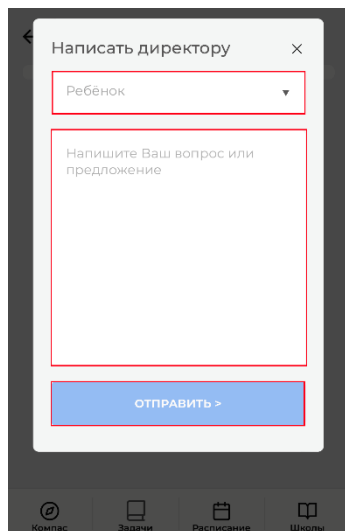 Написать директору
Ребёнок
Напишите Ваш вопрос или
предложение
ОТПРАВИТЬ >
Компас Задачи Расписание Школы